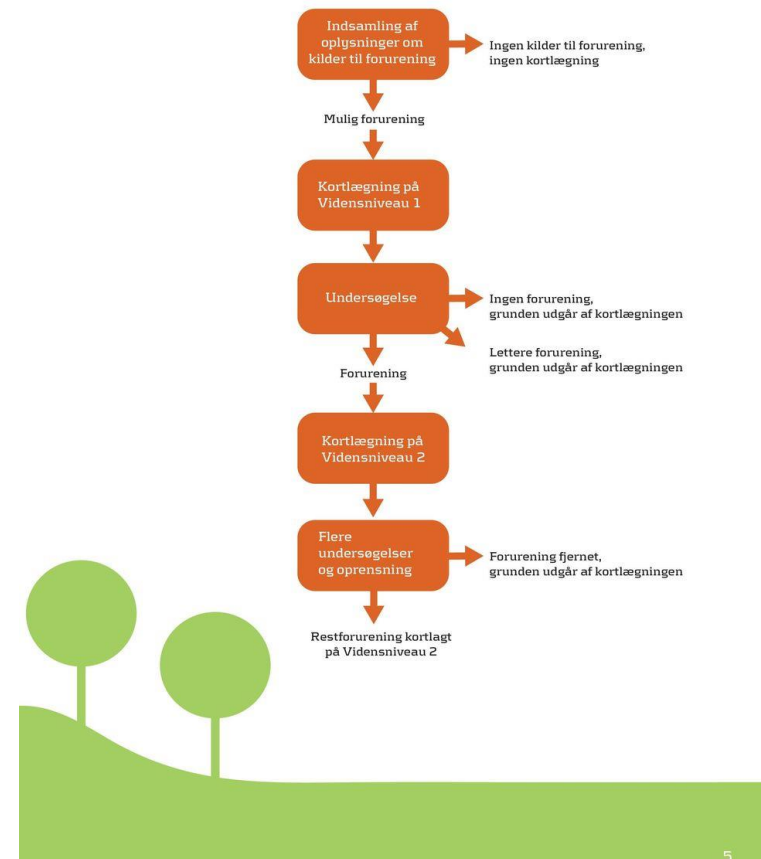 Indsamling af
oplysninger om
kilder til forurening
Ingen kilder til forurening,
ingen kortlægning
Mulig forurening
Kortlægning på
Vidensniveau 1
Undersøgelse
Ingen forurening,
grunden udgår af kortlægningen
Lettere forurening,
grunden udgår af kortlægningen
Forurening
Kortlægning på
Vidensniveau 2
Flere
undersøgelser
og oprensning
Forurening fjernet,
grunden udgår af kortlægningen
Restforurening kortlagt
på Vidensniveau 2
5